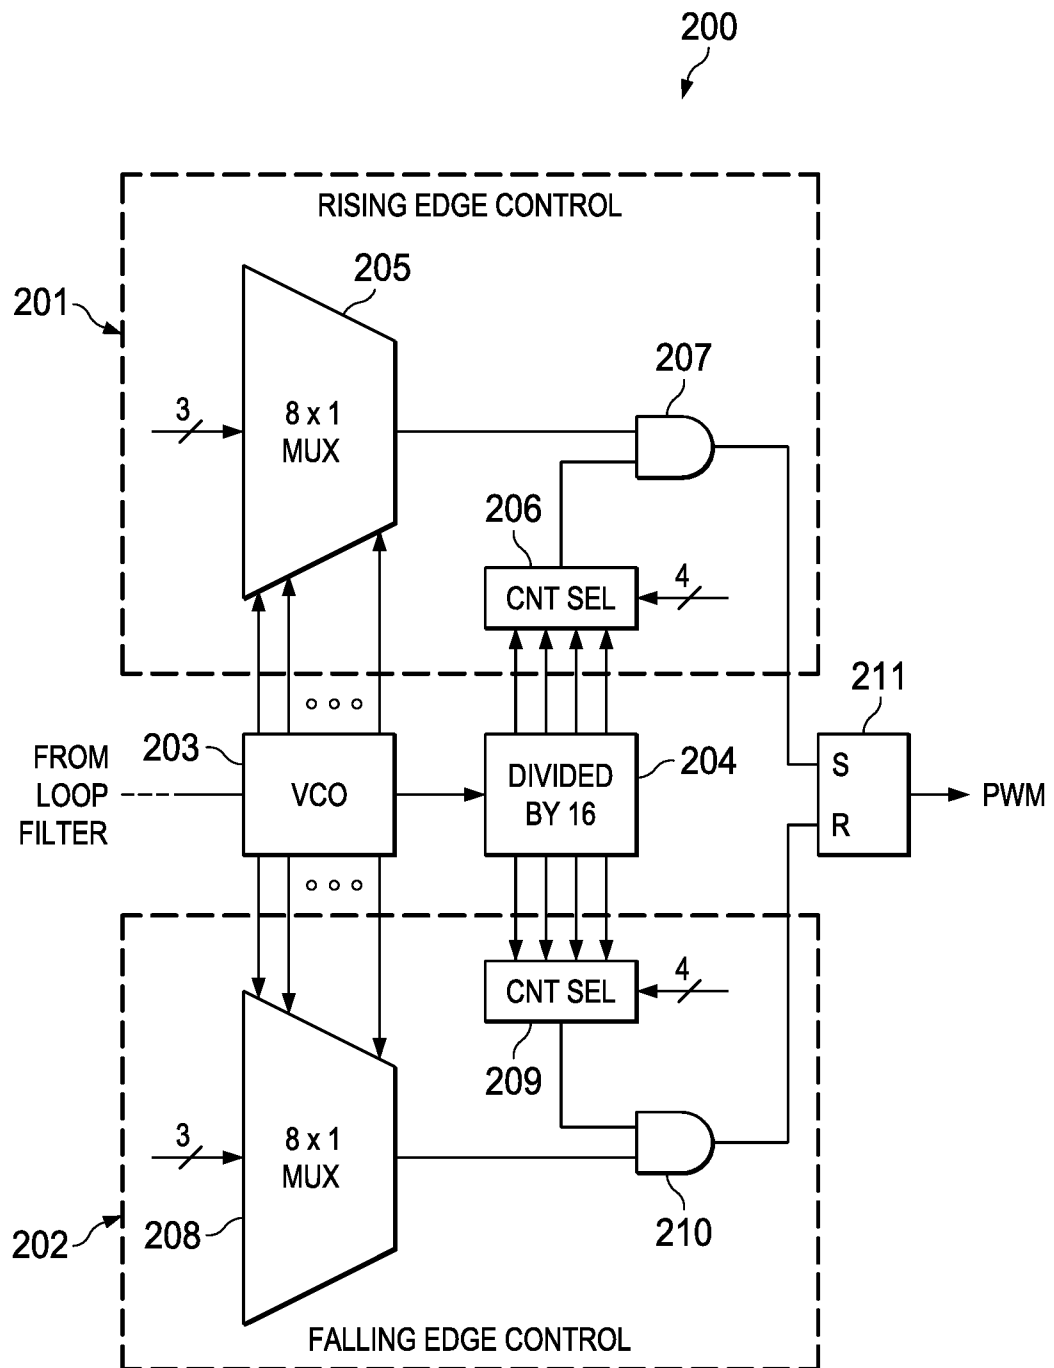 200
RISING EDGE CONTROL
205
201
207
3
8 x 1
MUX
206
4
CNT SEL
211
203
FROM
LOOP
FILTER
VCO
DIVIDED
BY 16
204
S
R
PWM
4
CNT SEL
209
3
8 x 1
MUX
210
202
208
FALLING EDGE CONTROL